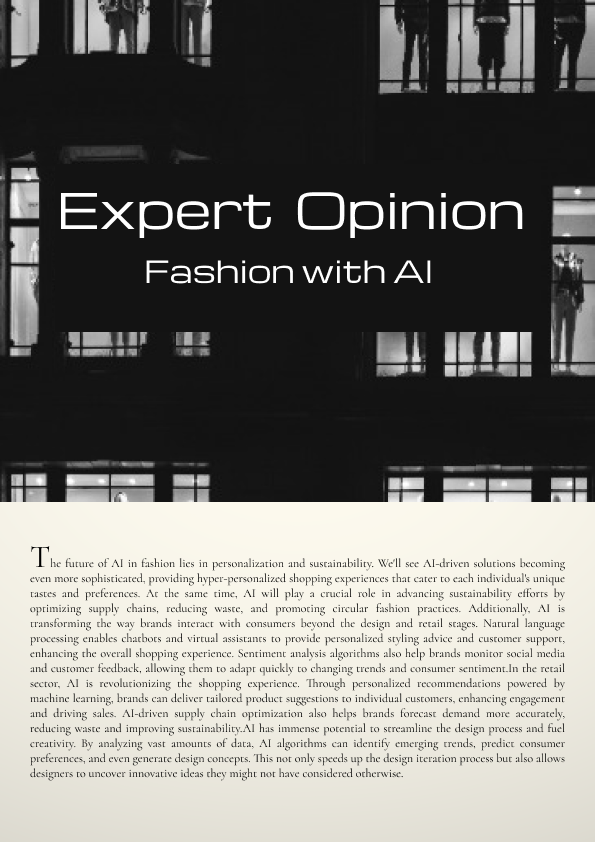 Expert Opinion
Fashion with AI
The future of AI in fashion lies in personalization and sustainability. We'll see AI-driven solutions becoming
even more sophisticated, providing hyper-personalized shopping experiences that cater to each individual's unique
tastes and preferences. At the same time, AI will play a crucial role in advancing sustainability efforts by
optimizing supply chains, reducing waste, and promoting circular fashion practices. Additionally, AI is
transforming the way brands interact with consumers beyond the design and retail stages. Natural language
processing enables chatbots and virtual assistants to provide personalized styling advice and customer support,
enhancing the overall shopping experience. Sentiment analysis algorithms also help brands monitor social media
and customer feedback, allowing them to adapt quickly to changing trends and consumer sentiment.In the retail
sector, AI is revolutionizing the shopping experience. Through personalized recommendations powered by
machine learning, brands can deliver tailored product suggestions to individual customers, enhancing engagement
and driving sales. AI-driven supply chain optimization also helps brands forecast demand more accurately,
reducing waste and improving sustainability.AI has immense potential to streamline the design process and fuel
creativity. By analyzing vast amounts of data, AI algorithms can identify emerging trends, predict consumer
preferences, and even generate design concepts. This not only speeds up the design iteration process but also allows
designers to uncover innovative ideas they might not have considered otherwise.